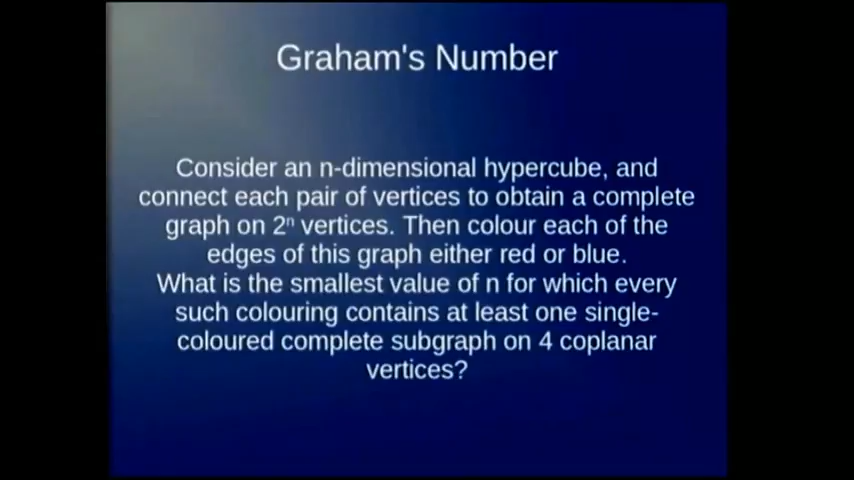 Graham's Number
Consider an n-dimensional hypercube, and
connect each pair of vertices to obtain a complete
graph on 2ⁿ vertices. Then colour each of the
edges of this graph either red or blue.
What is the smallest value of n for which every
such colouring contains at least one single-
coloured complete subgraph on 4 coplanar
vertices?